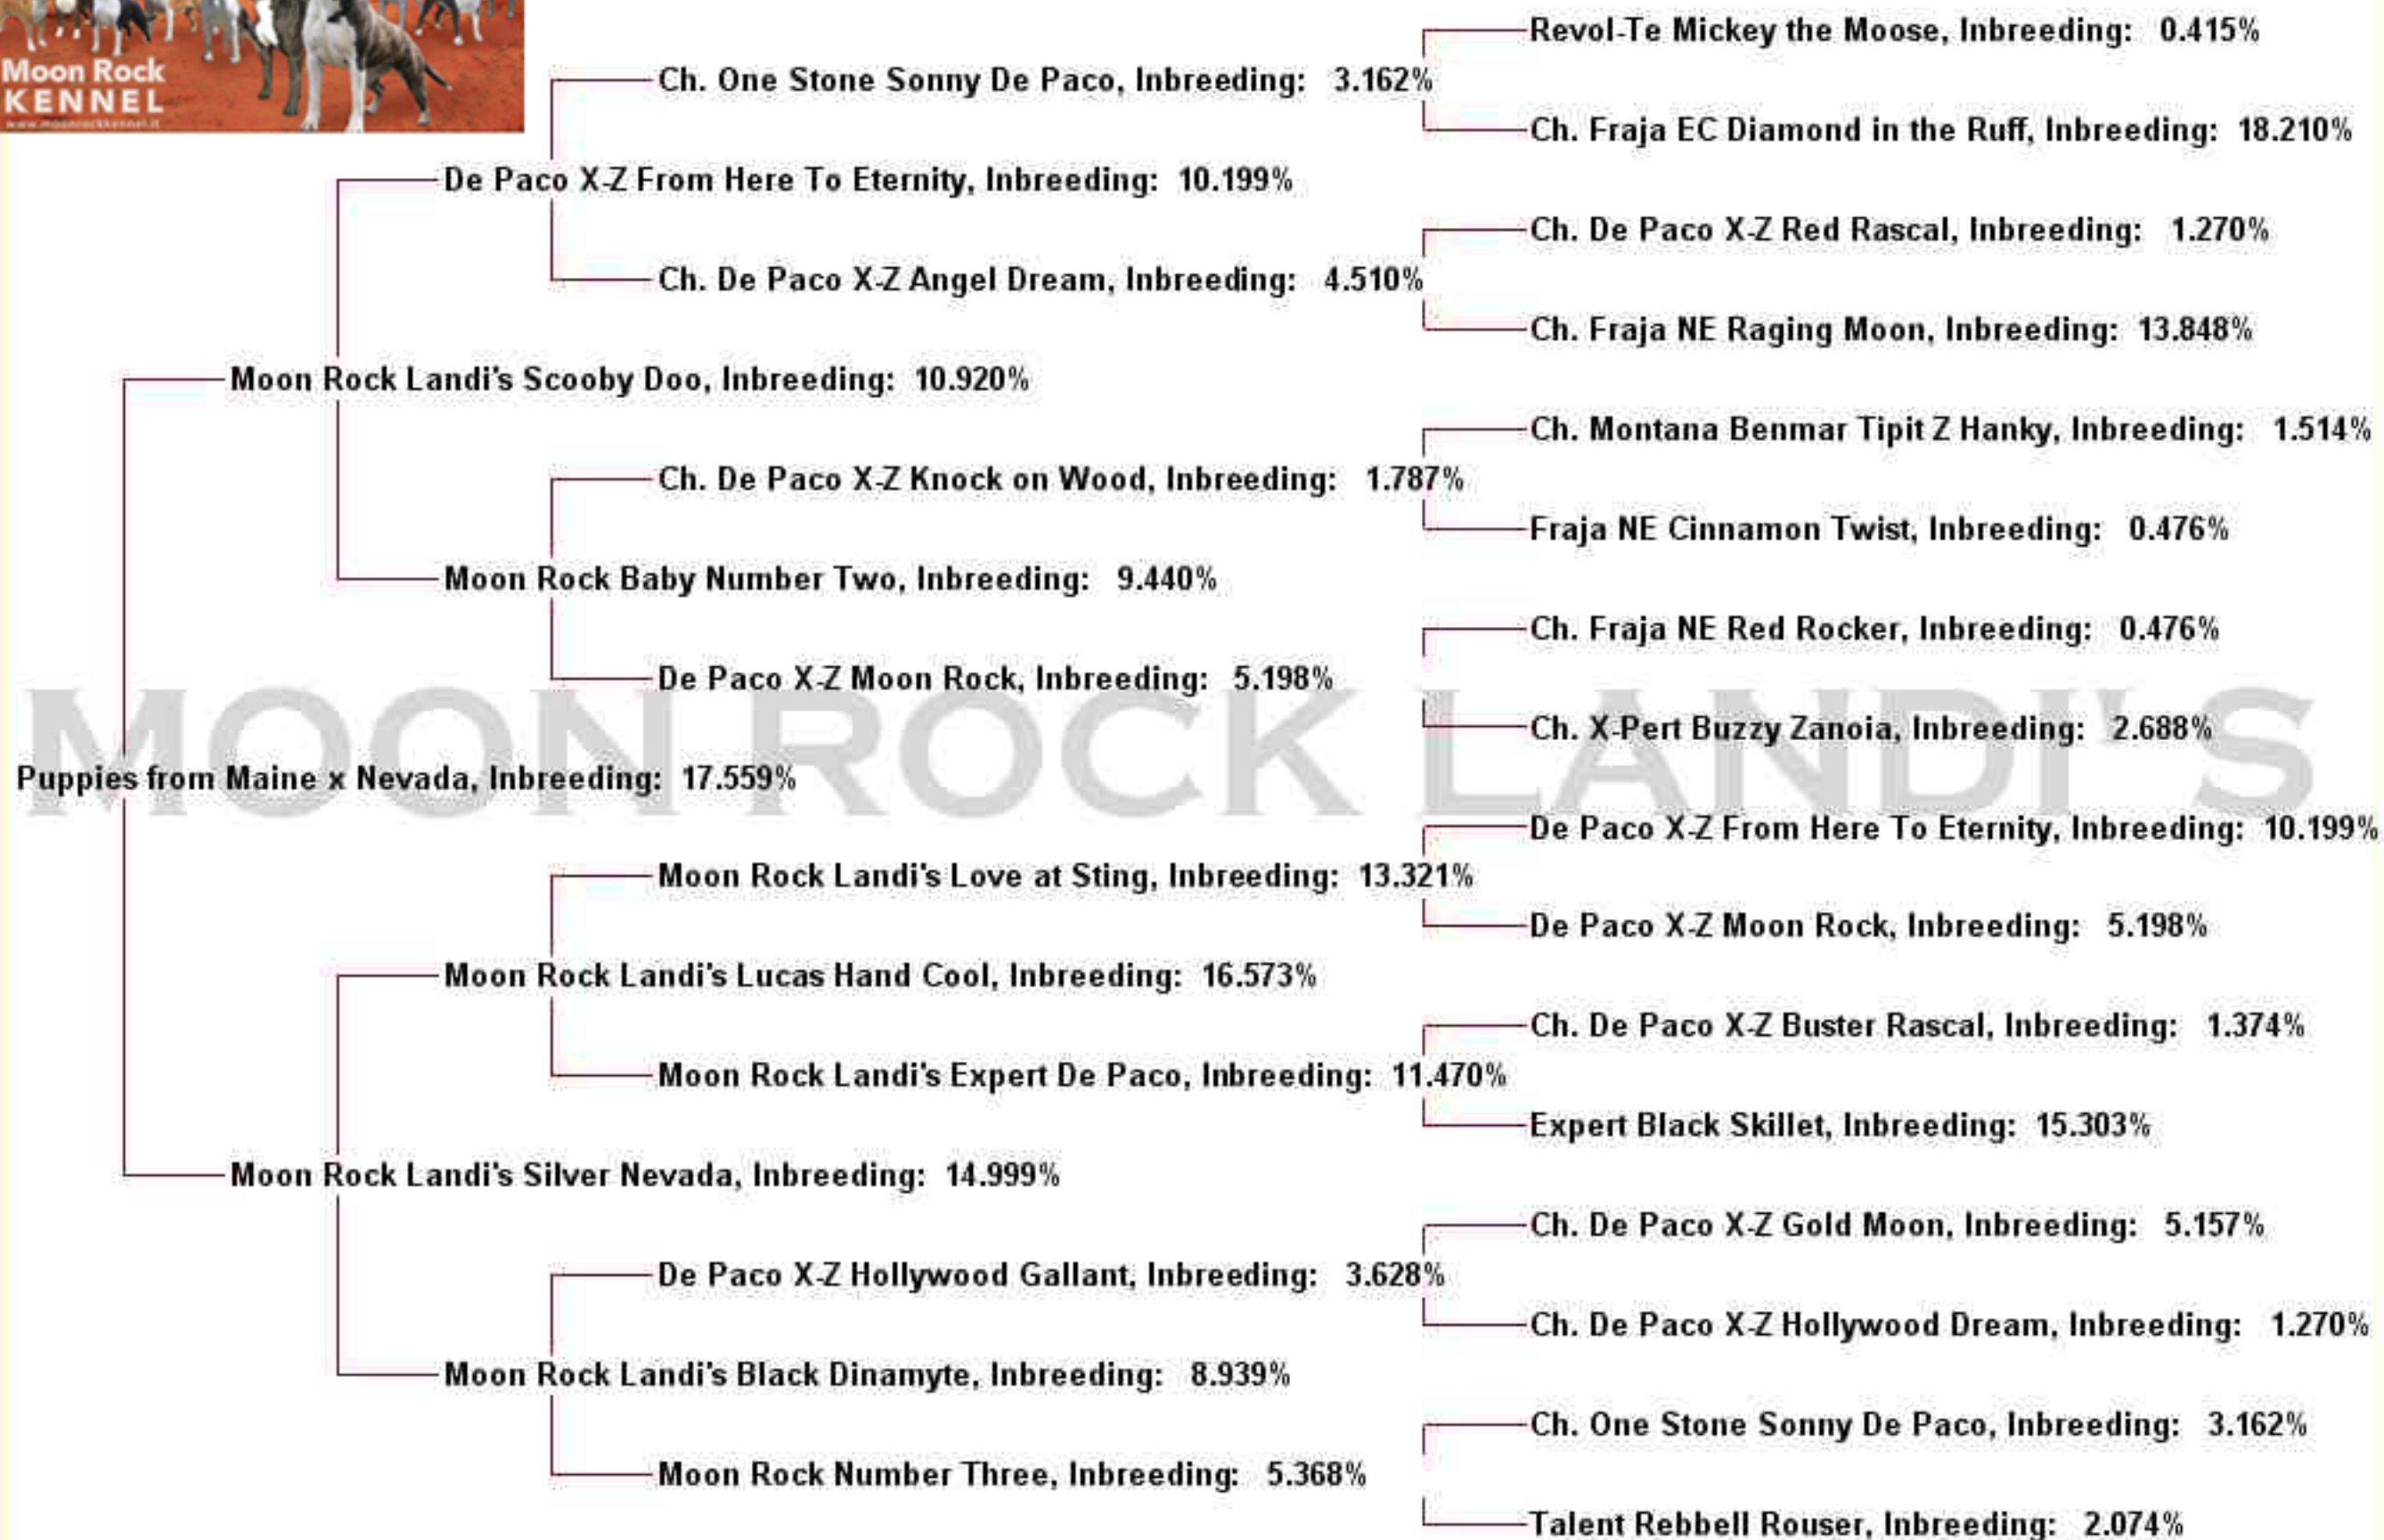 Moon Rock
KENNEL
www.moonrockkennel.it
Revol-Te Mickey the Moose, Inbreeding: 0.415%
Ch. One Stone Sonny De Paco, Inbreeding: 3.162%
Ch. Fraja EC Diamond in the Ruff, Inbreeding: 18.210%
De Paco X-Z From Here To Eternity, Inbreeding: 10.199%
Ch. De Paco X-Z Red Rascal, Inbreeding: 1.270%
Ch. De Paco X-Z Angel Dream, Inbreeding: 4.510%
Ch. Fraja NE Raging Moon, Inbreeding: 13.848%
Moon Rock Landi's Scooby Doo, Inbreeding: 10.920%
Ch. Montana Benmar Tipit Z Hanky, Inbreeding: 1.514%
Ch. De Paco X-Z Knock on Wood, Inbreeding: 1.787%
Fraja NE Cinnamon Twist, Inbreeding: 0.476%
Moon Rock Baby Number Two, Inbreeding: 9.440%
Ch. Fraja NE Red Rocker, Inbreeding: 0.476%
De Paco X-Z Moon Rock, Inbreeding: 5.198%
Ch. X-Pert Buzzy Zanoia, Inbreeding: 2.688%
MOON ROCK LANDI'S
Puppies from Maine x Nevada, Inbreeding: 17.559%
De Paco X-Z From Here To Eternity, Inbreeding: 10.199%
Moon Rock Landi's Love at Sting, Inbreeding: 13.321%
De Paco X-Z Moon Rock, Inbreeding: 5.198%
Moon Rock Landi's Lucas Hand Cool, Inbreeding: 16.573%
Ch. De Paco X-Z Buster Rascal, Inbreeding: 1.374%
Moon Rock Landi's Expert De Paco, Inbreeding: 11.470%
Expert Black Skillet, Inbreeding: 15.303%
Moon Rock Landi's Silver Nevada, Inbreeding: 14.999%
Ch. De Paco X-Z Gold Moon, Inbreeding: 5.157%
De Paco X-Z Hollywood Gallant, Inbreeding: 3.628%
Ch. De Paco X-Z Hollywood Dream, Inbreeding: 1.270%
Moon Rock Landi's Black Dinamyte, Inbreeding: 8.939%
Ch. One Stone Sonny De Paco, Inbreeding: 3.162%
Moon Rock Number Three, Inbreeding: 5.368%
Talent Rebbell Rouser, Inbreeding: 2.074%